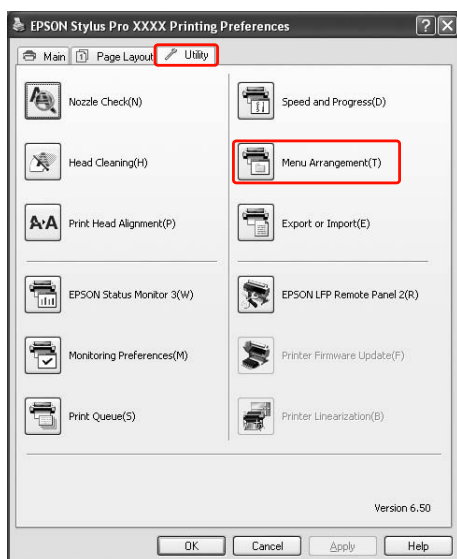 EPSON Stylus Pro XXXX Printing Preferences
Main
Page Layout
Utility
Nozzle Check(N)
Speed and Progress(D)
Head Cleaning(H)
Menu Arrangement(T)
Print Head Alignment(P)
Export or Import(E)
EPSON Status Monitor 3(W)
EPSON LFP Remote Panel 2(R)
Monitoring Preferences(M)
Printer Firmware Update(F)
Print Queue(S)
Printer Linearization(B)
Version 6.50
OK
Cancel
Apply
Help